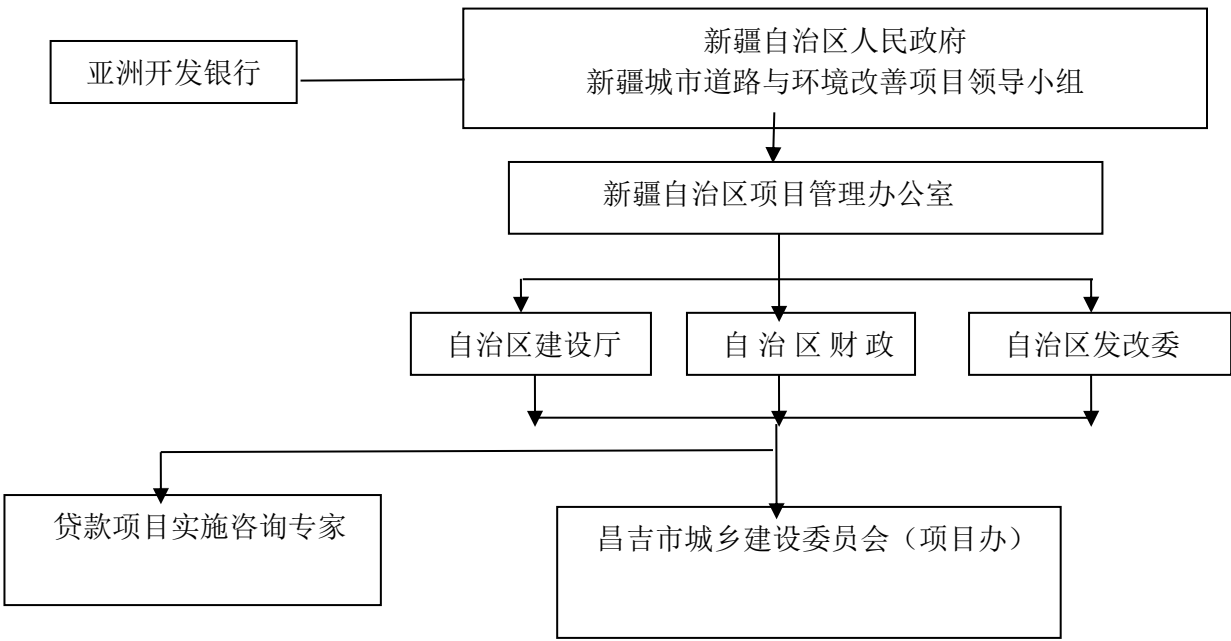 亚洲开发银行
新疆自治区人民政府
新疆城市道路与环境改善项目领导小组
新疆自治区项目管理办公室
自治区建设厅
自治区财政
自治区发改委
贷款项目实施咨询专家
昌吉市城乡建设委员会（项目办）